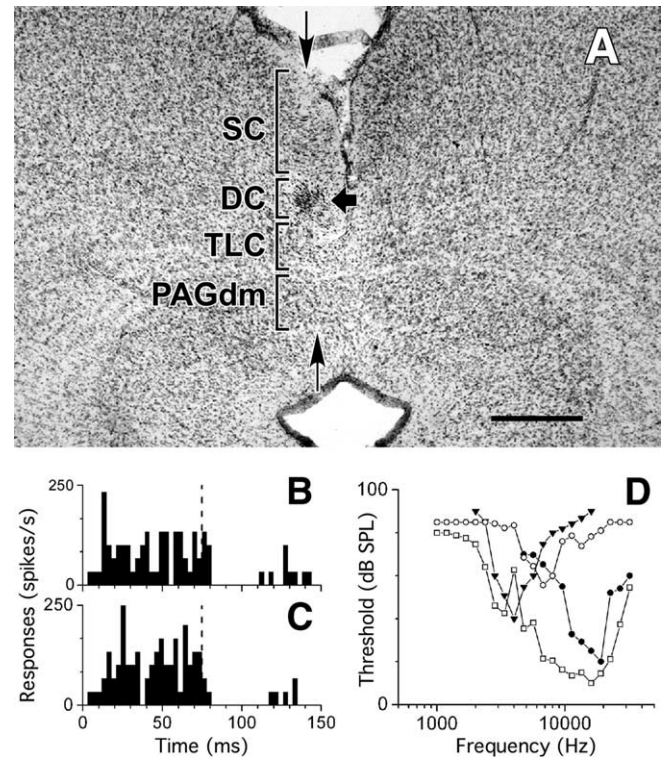 A
SC
DC
TLC
PAGdm
B
250
0
C
250
0
Responses (spikes/s)
0 50 100 150
Time (ms)
D
100
0
Threshold (dB SPL)
1000 10000
Frequency (Hz)